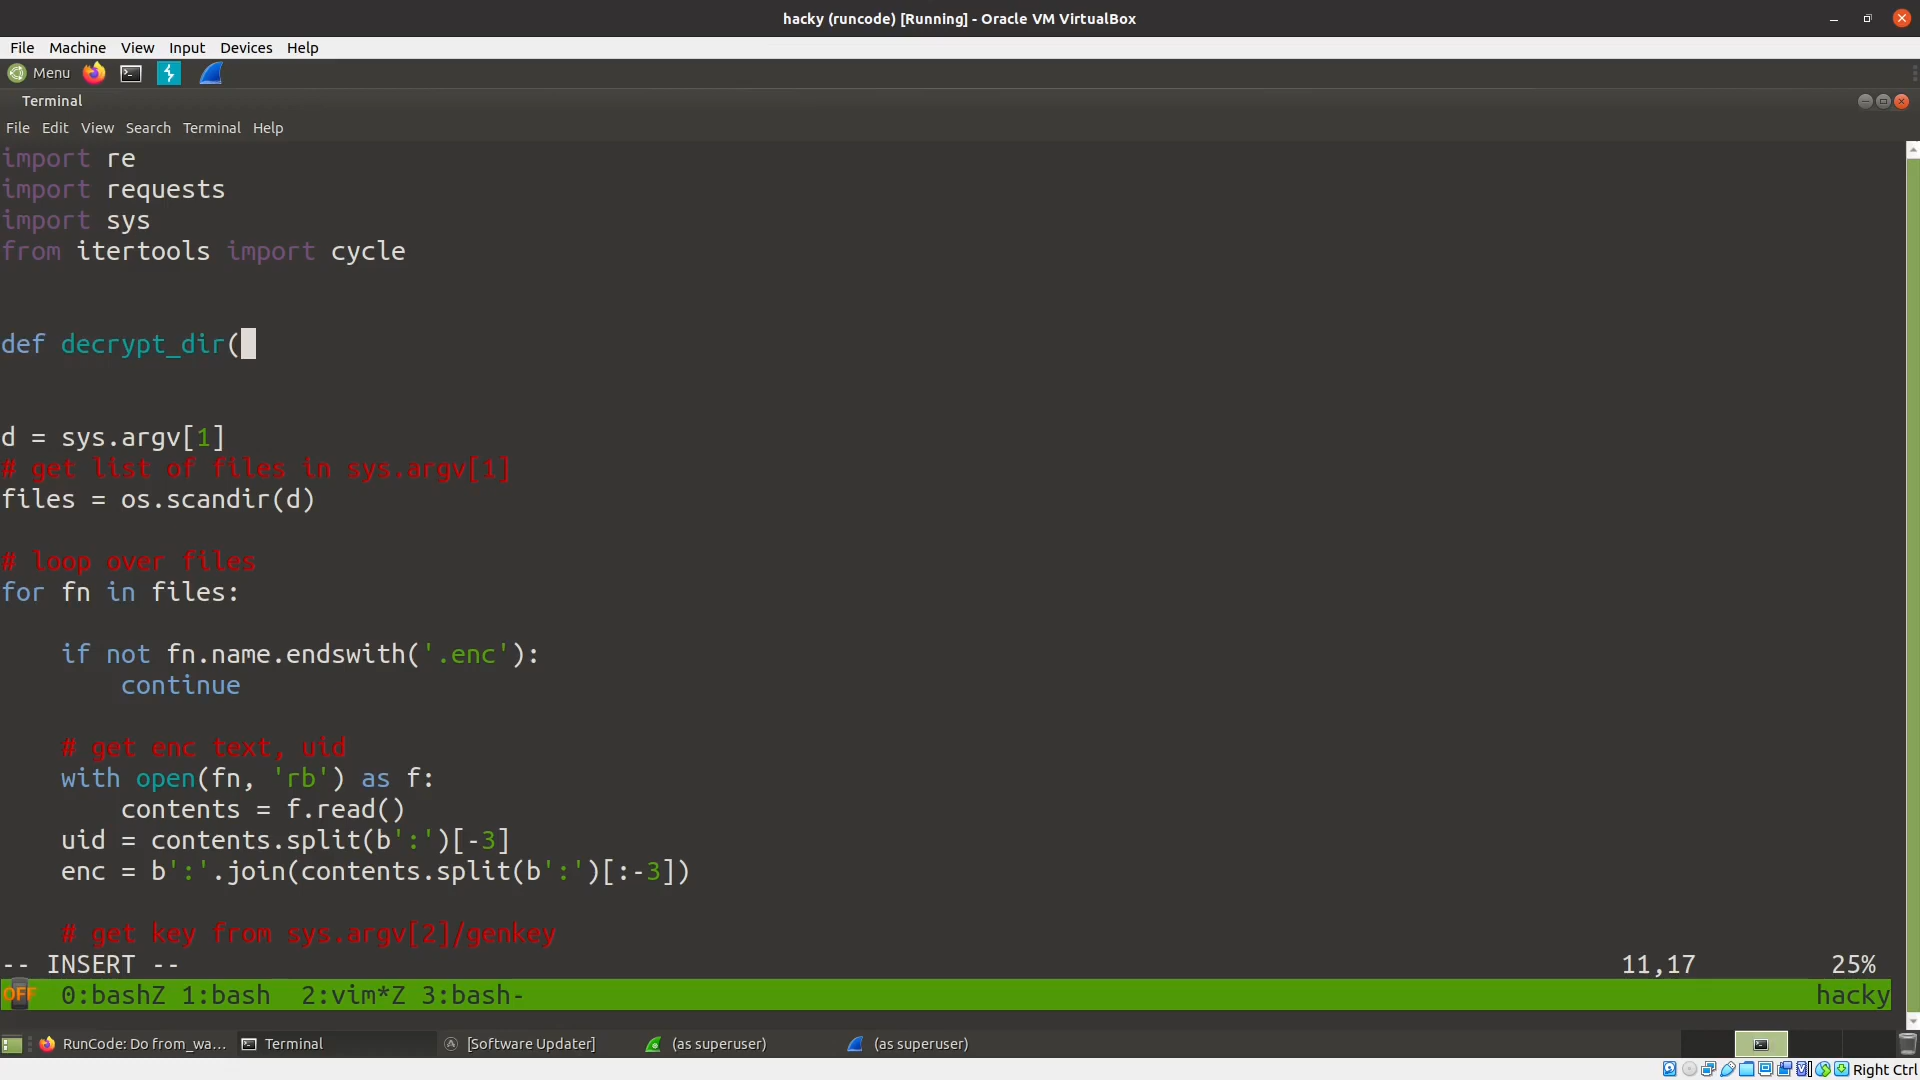 hacky (runcode) [Running] - Oracle VM VirtualBox
File Machine View Input Devices Help
Menu
Terminal
File Edit View Search Terminal Help
import re
import requests
import sys
from itertools import cycle
def decrypt_dir(
d = sys.argv[1]
# get list of files in sys.argv[1]
files = os.scandir(d)
# loop over files
for fn in files:
    if not fn.name.endswith('.enc'):
        continue
    # get enc text, uid
    with open(fn, 'rb') as f:
        contents = f.read()
    uid = contents.split(b':')[-3]
    enc = b':'.join(contents.split(b':')[:-3])
    # get key from sys.argv[2]/genkey
-- INSERT -- 11,17 25%
OFF 0:bashZ 1:bash 2:vim*Z 3:bash- hacky
RunCode: Do from_wa... Terminal [Software Updater] (as superuser) (as superuser)
Right Ctrl